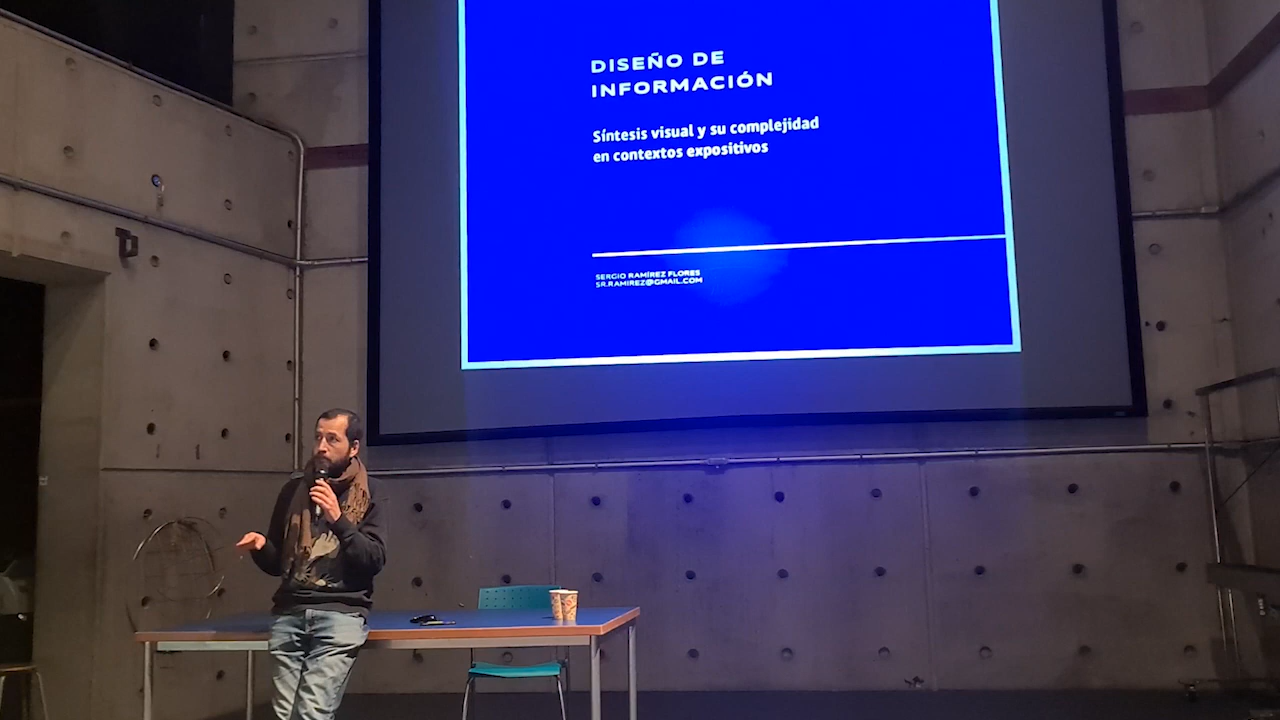 DISEÑO DE
INFORMACIÓN
Síntesis visual y su complejidad
en contextos expositivos
SERGIO RAMÍREZ FLORES
SR.RAMIREZ@GMAIL.COM